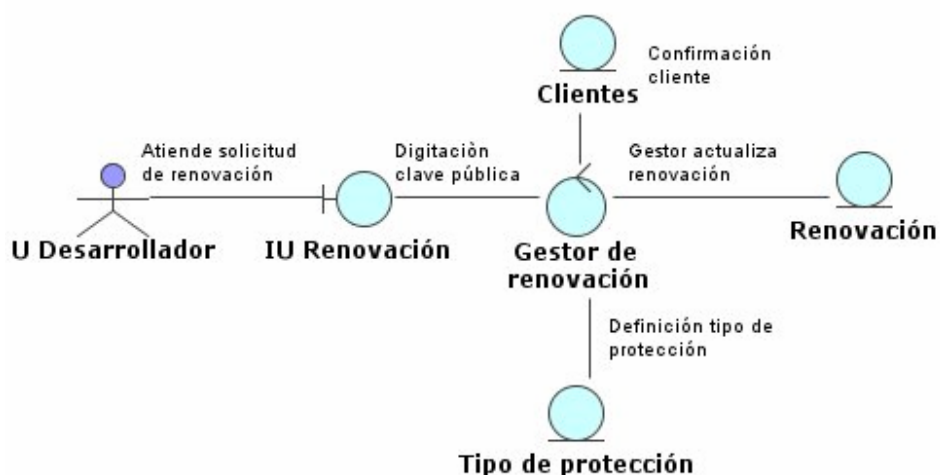 Confirmación
cliente
Clientes
Atiende solicitud
de renovación
Digitaciòn
clave pública
Gestor actualiza
renovación
U Desarrollador
IU Renovación
Gestor de
renovación
Renovación
Definición tipo de
protección
Tipo de protección